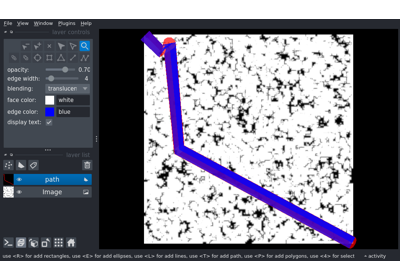 File View Window Plugins Help
layer controls
opacity: 0.70
edge width: 4
blending: translucen
face color: white
edge color: blue
display text:
layer list
path
Image
use <R> for add rectangles, use <E> for add ellipses, use <L> for add lines, use <T> for add path, use <P> for add polygons, use <4> for select
activity